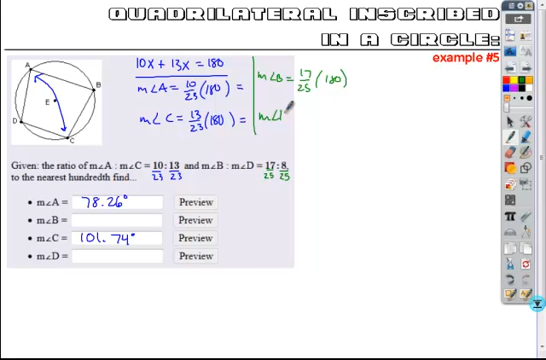 QUADRILATERAL INSCRIBED
IN A CIRCLE:
example #5
A
B
E
D
C
10x + 13x = 180
m∠A = 10/23 (180) =
m∠C = 13/23 (180) =
m∠B = 17/25 (180)
m∠
Given: the ratio of m∠A : m∠C = 10:13 and m∠B : m∠D = 17:8,
23 23 25 25
to the nearest hundredth find...
• m∠A = 78.26° Preview
• m∠B = Preview
• m∠C = 101.74° Preview
• m∠D = Preview